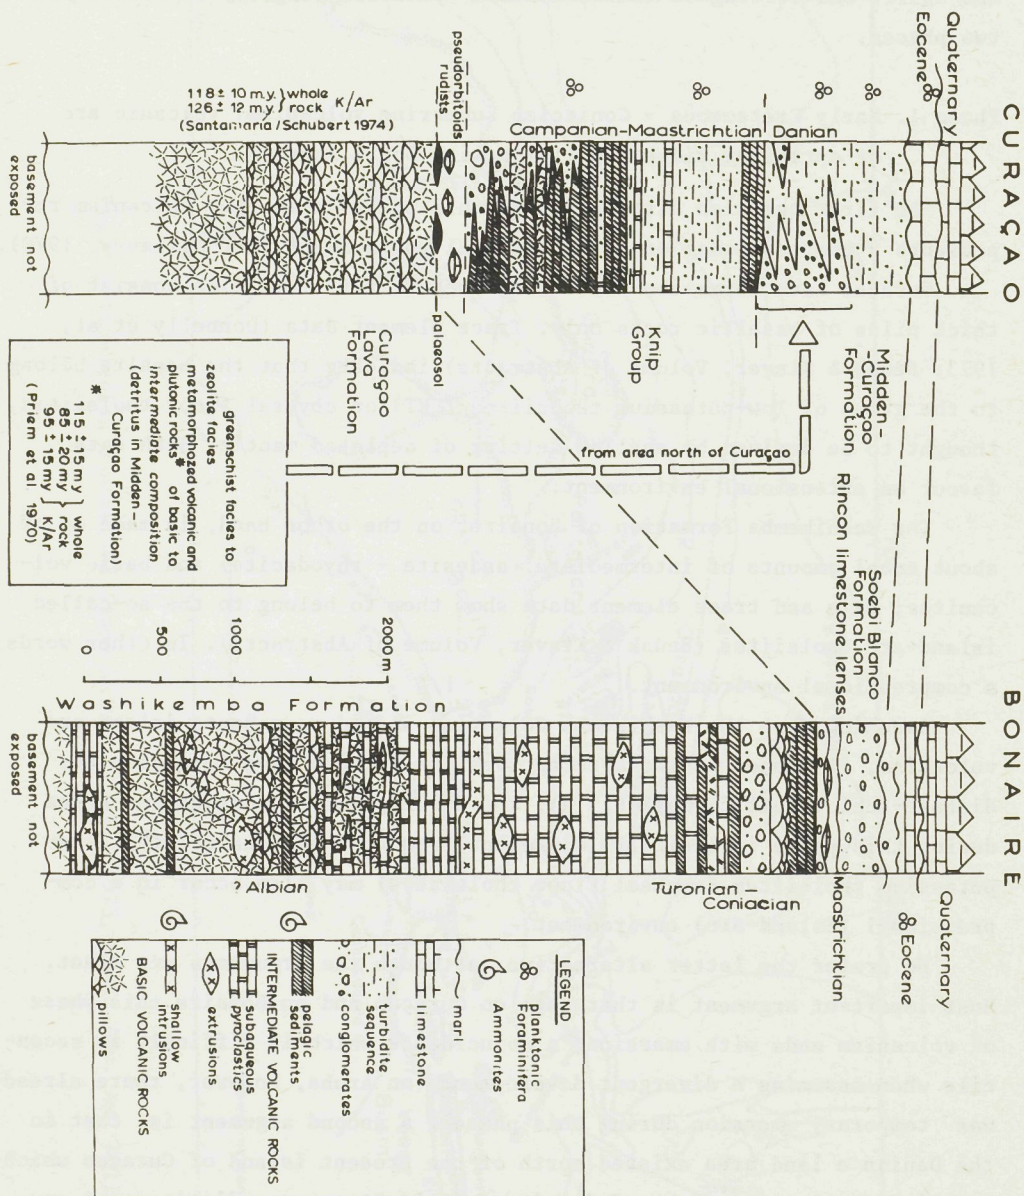 CURAÇAO
Quaternary
Eocene
Danian
Campanian-Maastrichtian
pseudorbitoids
rudists
118 ± 10 m.y. } whole
126 ± 12 m.y. } rock K/Ar
(Santamaria/Schubert 1974)
basement not
exposed
Midden-
-Curaçao
Formation
Knip
Group
palaeosol
Curaçao
Lava
Formation
from area north of Curaçao
greenschist facies to
zeolite facies
metamorphozed volcanic and
plutonic rocks* of basic to
intermediate composition
(detritus in Midden-
Curaçao Formation)
* 115 ± 15 my } whole
85 ± 20 my } rock
95 ± 15 my } K/Ar
(Priem et al. 1970)
BONAIRE
Soebi Blanco
Formation
Rincon limestone lenses
Washikemba Formation
2000 m
1000
500
0
basement not
exposed
Quaternary
Eocene
Maastrichtian
Turonian –
Coniacian
? Albian
LEGEND
planktonic
Foraminifera
Ammonites
marl
limestone
turbidite
sequence
conglomerates
pelagic
sediments
INTERMEDIATE VOLCANIC ROCKS
subaqueous
pyroclastics
extrusions
shallow
intrusions
BASIC VOLCANIC ROCKS
pillows